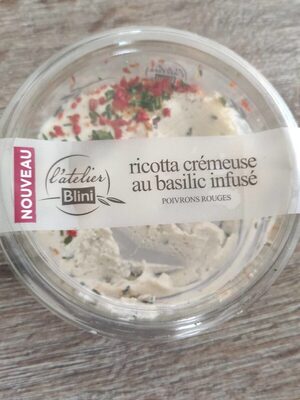 NOUVEAU
l'atelier
Blini
ricotta crémeuse
au basilic infusé
POIVRONS ROUGES